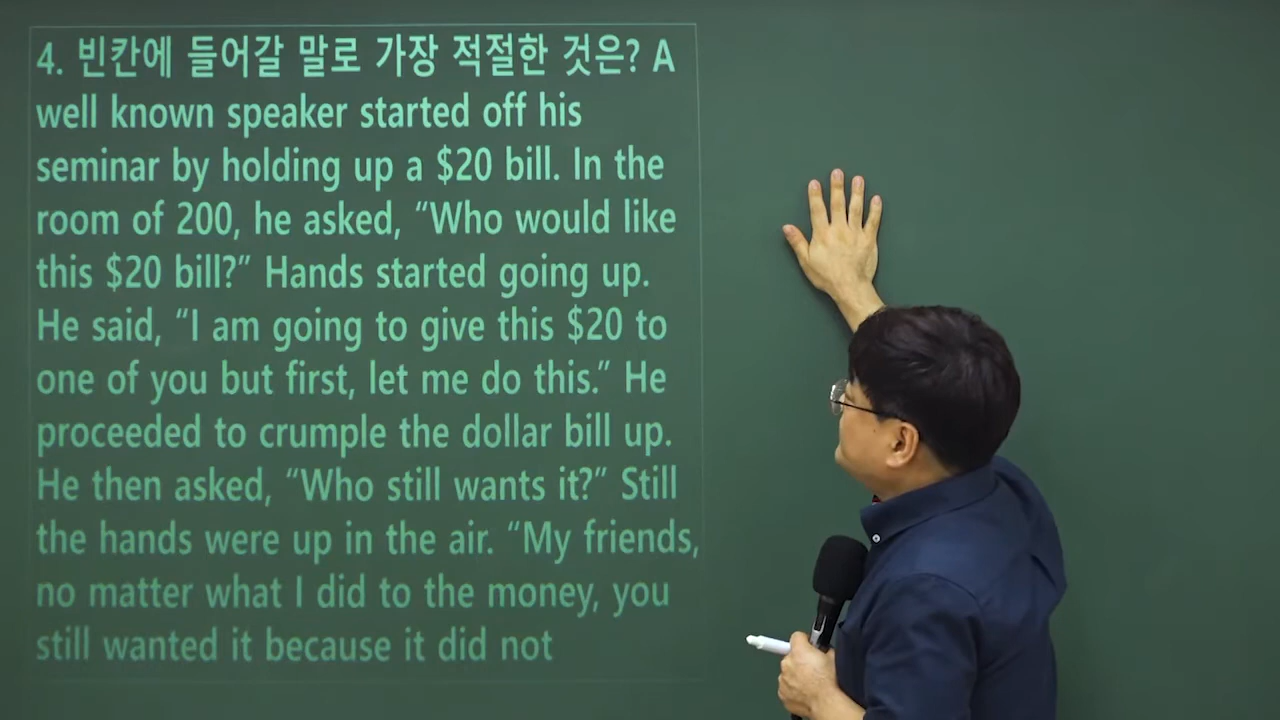 4. 빈칸에 들어갈 말로 가장 적절한 것은? A
well known speaker started off his
seminar by holding up a $20 bill. In the
room of 200, he asked, “Who would like
this $20 bill?” Hands started going up.
He said, “I am going to give this $20 to
one of you but first, let me do this.” He
proceeded to crumple the dollar bill up.
He then asked, “Who still wants it?” Still
the hands were up in the air. “My friends,
no matter what I did to the money, you
still wanted it because it did not